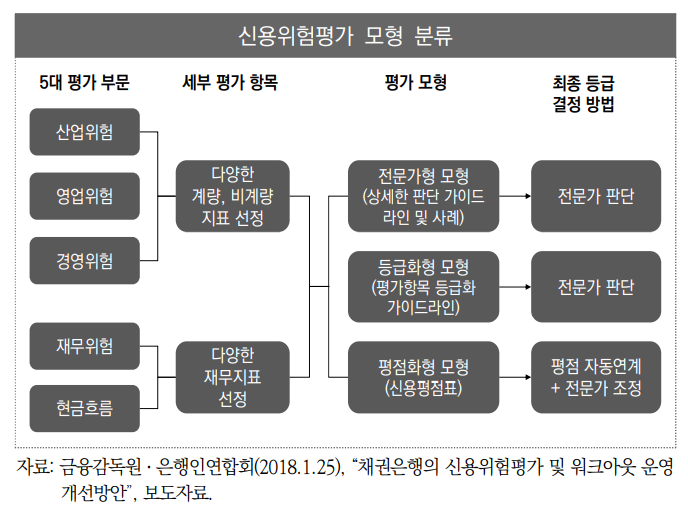 신용위험평가 모형 분류
5대 평가 부문
세부 평가 항목
평가 모형
최종 등급
결정 방법
산업위험
영업위험
경영위험
재무위험
현금흐름
다양한
계량, 비계량
지표 선정
다양한
재무지표
선정
전문가형 모형
(상세한 판단 가이드
라인 및 사례)
등급화형 모형
(평가항목 등급화
가이드라인)
평점화형 모형
(신용평점표)
전문가 판단
전문가 판단
평점 자동연계
+ 전문가 조정
자료: 금융감독원 · 은행인연합회(2018.1.25), “채권은행의 신용위험평가 및 워크아웃 운영
개선방안”, 보도자료.